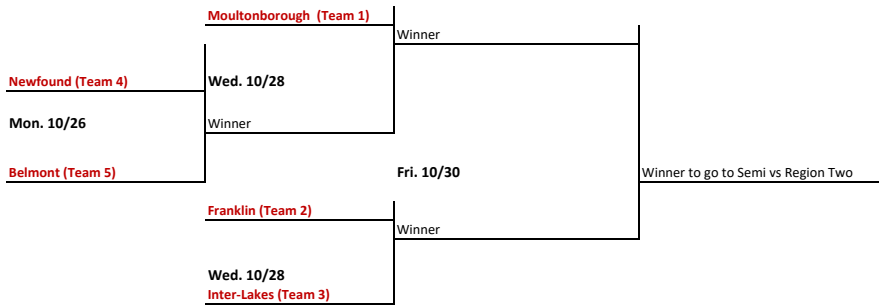 Moultonborough  (Team 1)
Winner
Newfound (Team 4)
Wed. 10/28
Mon. 10/26
Winner
Belmont (Team 5)
Fri. 10/30
Winner to go to Semi vs Region Two
Franklin (Team 2)
Winner
Wed. 10/28
Inter-Lakes (Team 3)